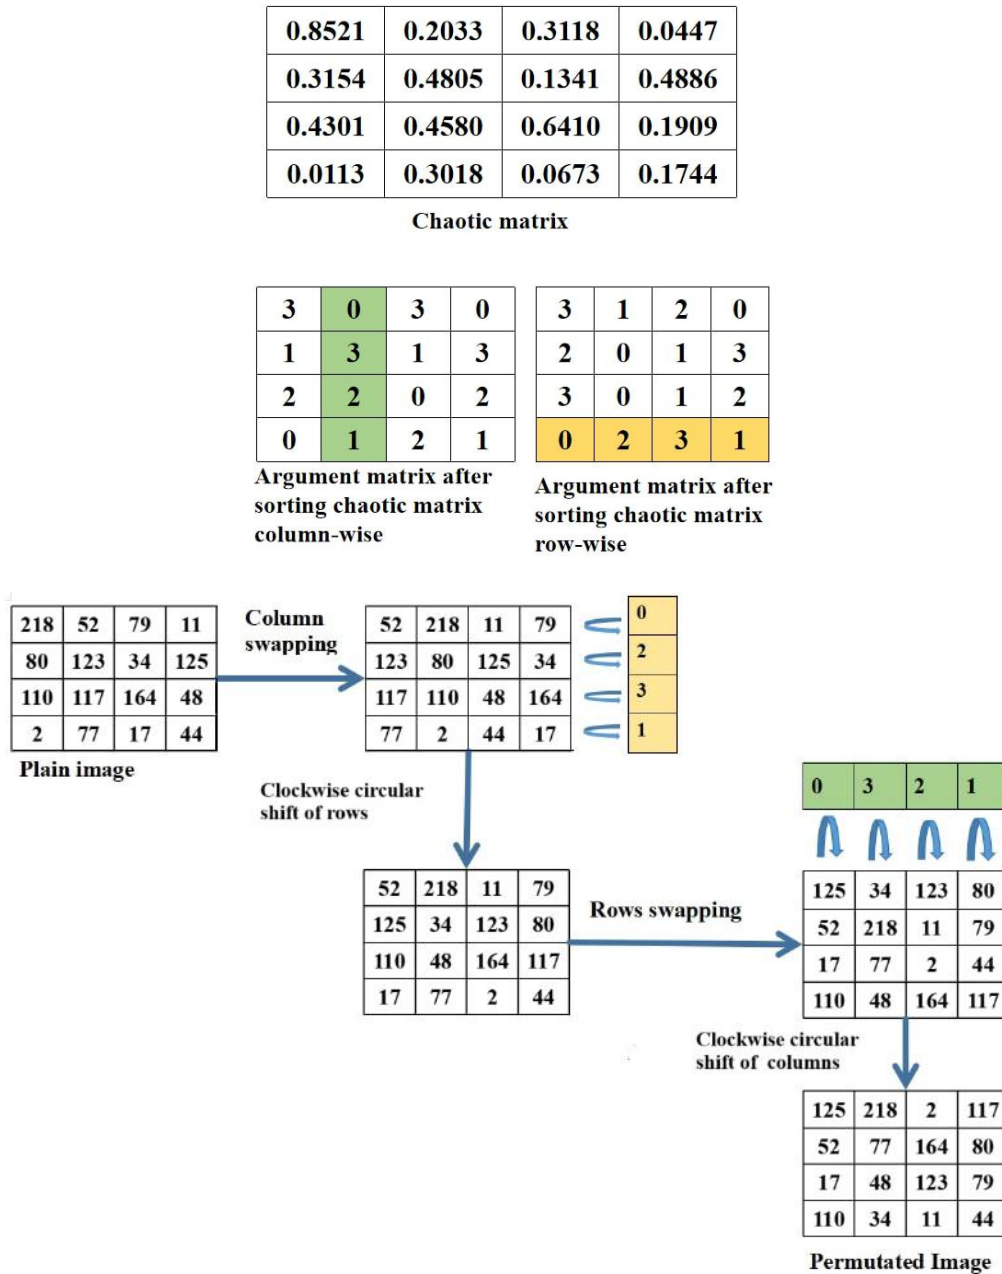 0.8521 0.2033 0.3118 0.0447
0.3154 0.4805 0.1341 0.4886
0.4301 0.4580 0.6410 0.1909
0.0113 0.3018 0.0673 0.1744
Chaotic matrix
3 0 3 0
1 3 1 3
2 2 0 2
0 1 2 1
Argument matrix after
sorting chaotic matrix
column-wise
3 1 2 0
2 0 1 3
3 0 1 2
0 2 3 1
Argument matrix after
sorting chaotic matrix
row-wise
218 52 79 11
80 123 34 125
110 117 164 48
2 77 17 44
Plain image
Column
swapping
52 218 11 79
123 80 125 34
117 110 48 164
77 2 44 17
0
2
3
1
Clockwise circular
shift of rows
52 218 11 79
125 34 123 80
110 48 164 117
17 77 2 44
Rows swapping
0 3 2 1
125 34 123 80
52 218 11 79
17 77 2 44
110 48 164 117
Clockwise circular
shift of columns
125 218 2 117
52 77 164 80
17 48 123 79
110 34 11 44
Permutated Image